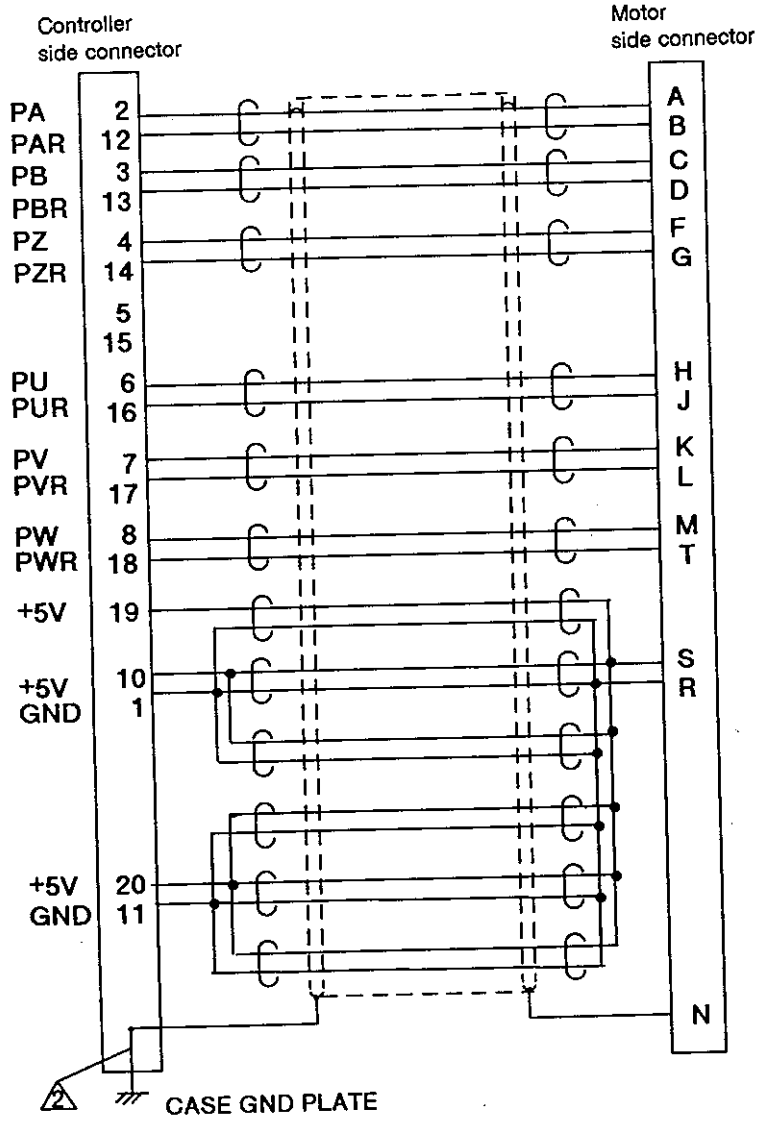 Controller
side connector
Motor
side connector
PA 2 A
PAR 12 B
PB 3 C
PBR 13 D
PZ 4 F
PZR 14 G
5
15
PU 6 H
PUR 16 J
PV 7 K
PVR 17 L
PW 8 M
PWR 18 T
+5V 19
+5V 10 S
GND 1 R
+5V 20
GND 11
N
2
CASE GND PLATE